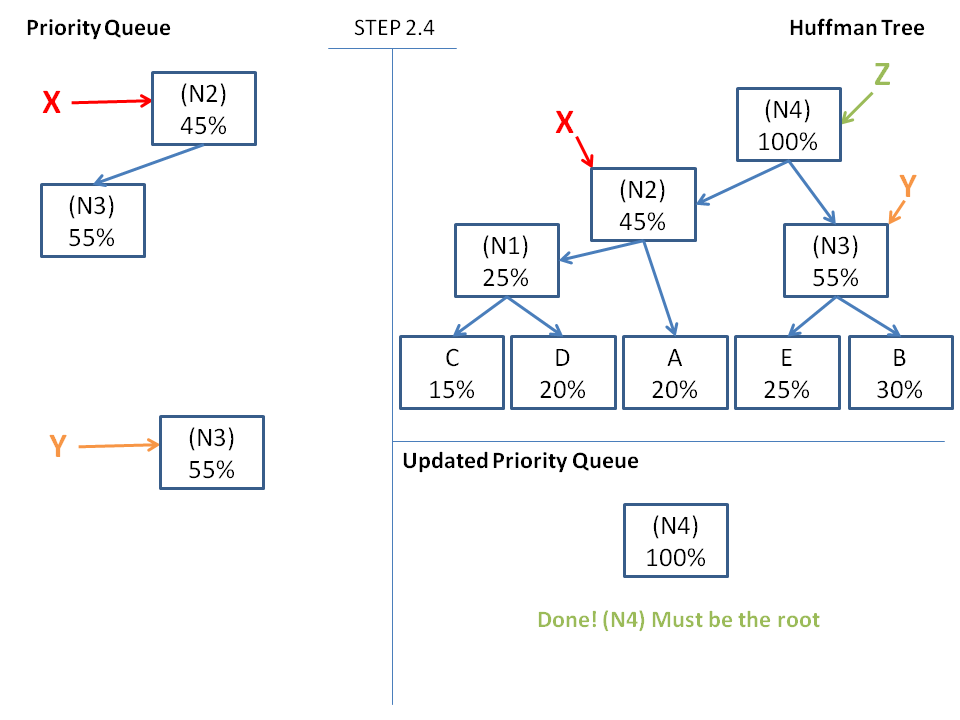 Priority Queue
STEP 2.4
Huffman Tree
X
(N2)
45%
(N3)
55%
Y
(N3)
55%
Z
(N4)
100%
X
(N2)
45%
Y
(N1)
25%
(N3)
55%
C
15%
D
20%
A
20%
E
25%
B
30%
Updated Priority Queue
(N4)
100%
Done! (N4) Must be the root